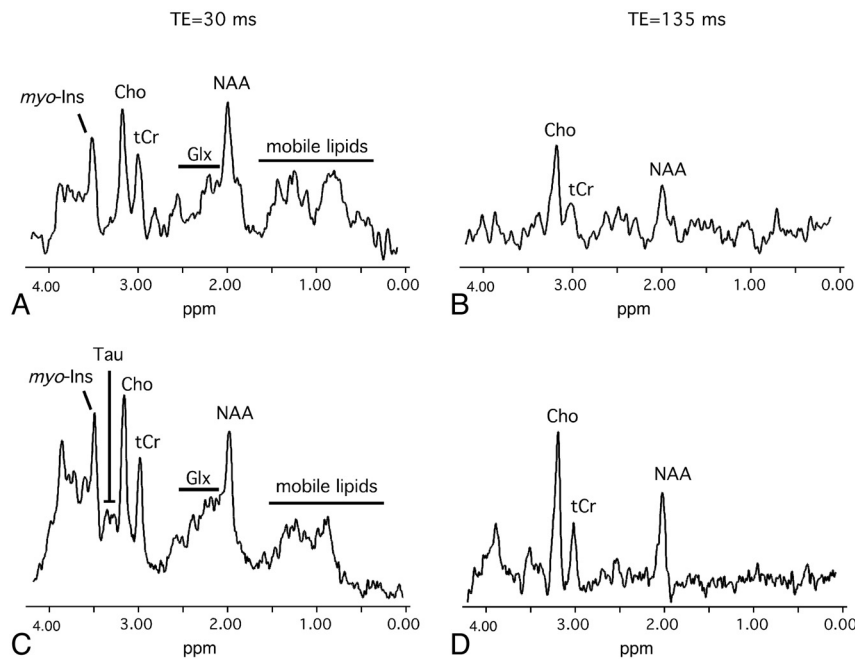 TE=30 ms
TE=135 ms
myo-Ins
Cho
tCr
Glx
NAA
mobile lipids
4.00 3.00 2.00 1.00 0.00
ppm
A
Cho
tCr
NAA
4.00 3.00 2.00 1.00 0.00
ppm
B
Tau
myo-Ins
Cho
tCr
Glx
NAA
mobile lipids
4.00 3.00 2.00 1.00 0.00
ppm
C
Cho
tCr
NAA
4.00 3.00 2.00 1.00 0.00
ppm
D